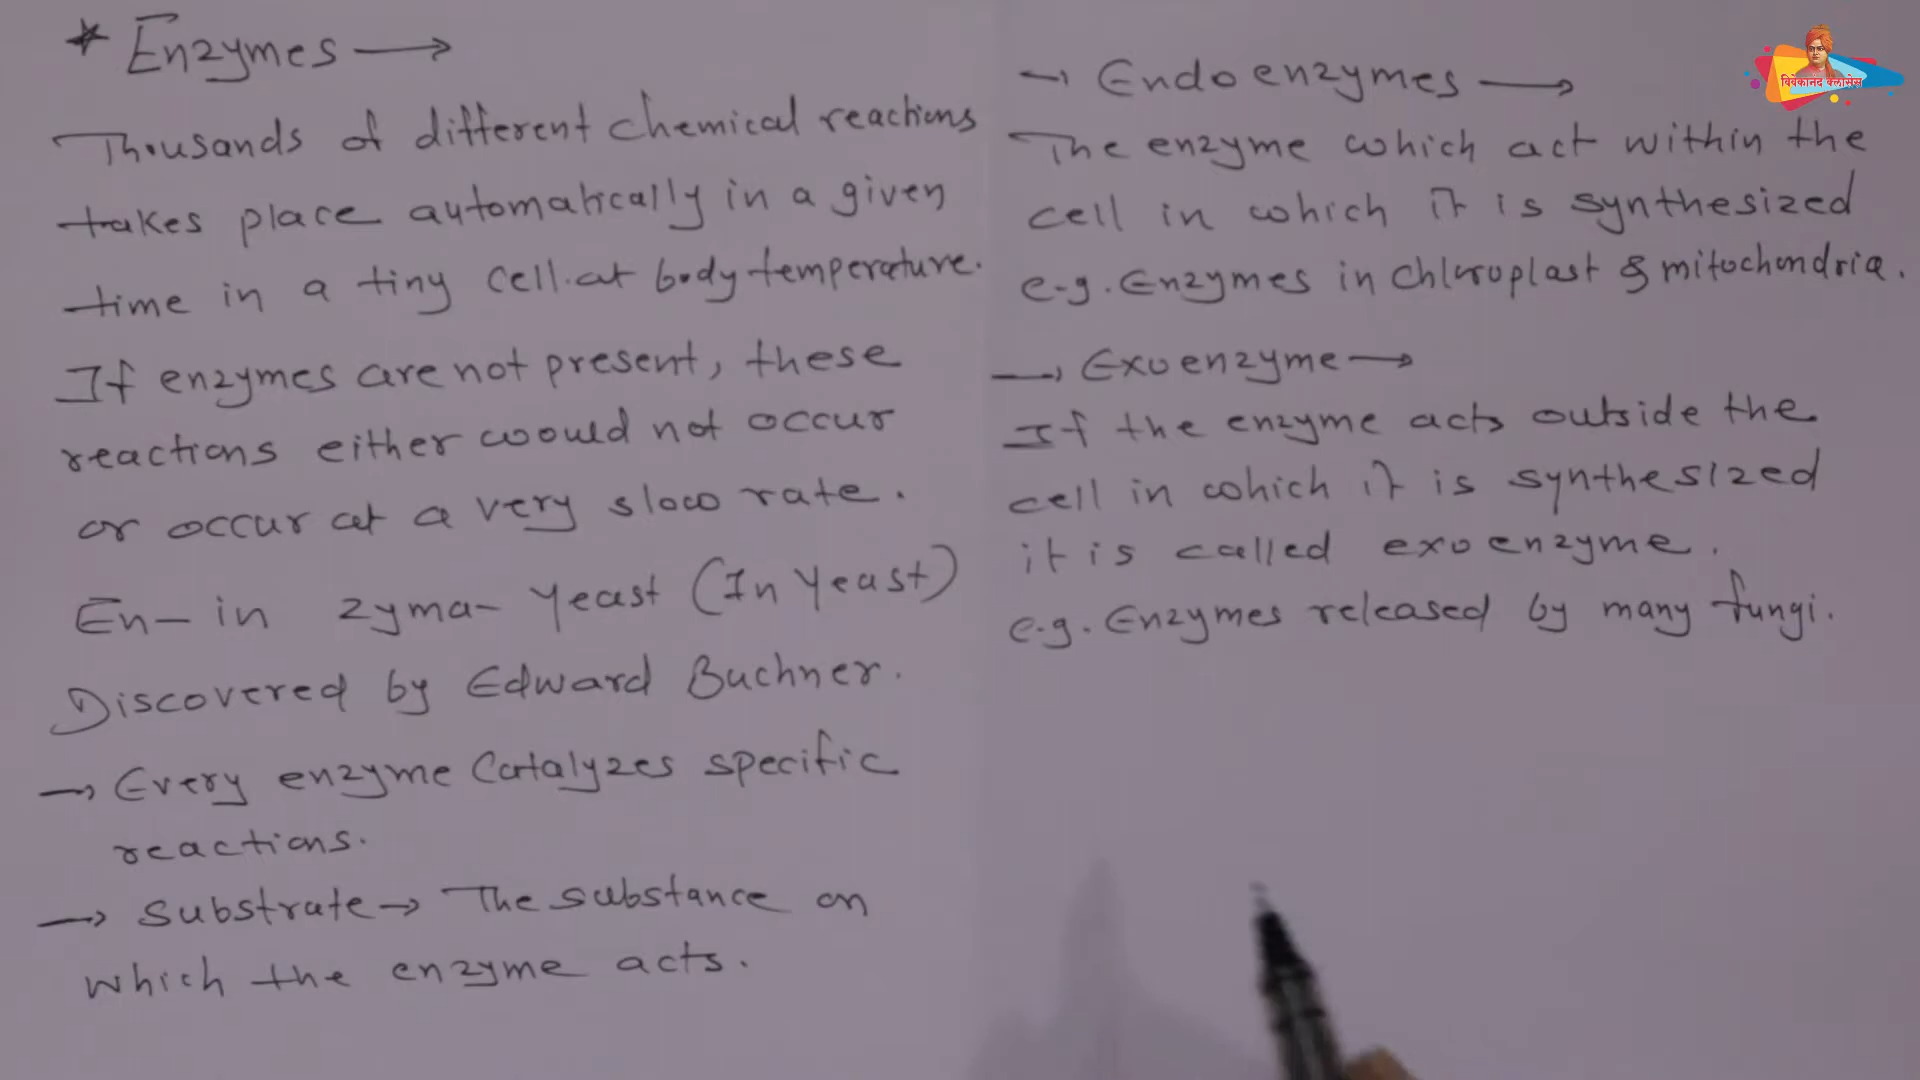 * Enzymes →
Thousands of different chemical reactions
takes place automatically in a given
time in a tiny cell.at body temperature.
If enzymes are not present, these
reactions either would not occur
or occur at a very slow rate.
En- in zyma- yeast (In yeast)
Discovered by Edward Buchner.
→ Every enzyme catalyzes specific
reactions.
→ Substrate → The substance on
which the enzyme acts.
→ Endoenzymes →
The enzyme which act within the
cell in which it is synthesized
e.g. Enzymes in chloroplast & mitochondria.
→ Exoenzyme →
If the enzyme acts outside the
cell in which it is synthesized
it is called exoenzyme.
e.g. Enzymes released by many fungi.
विवेकानंद क्लासेस